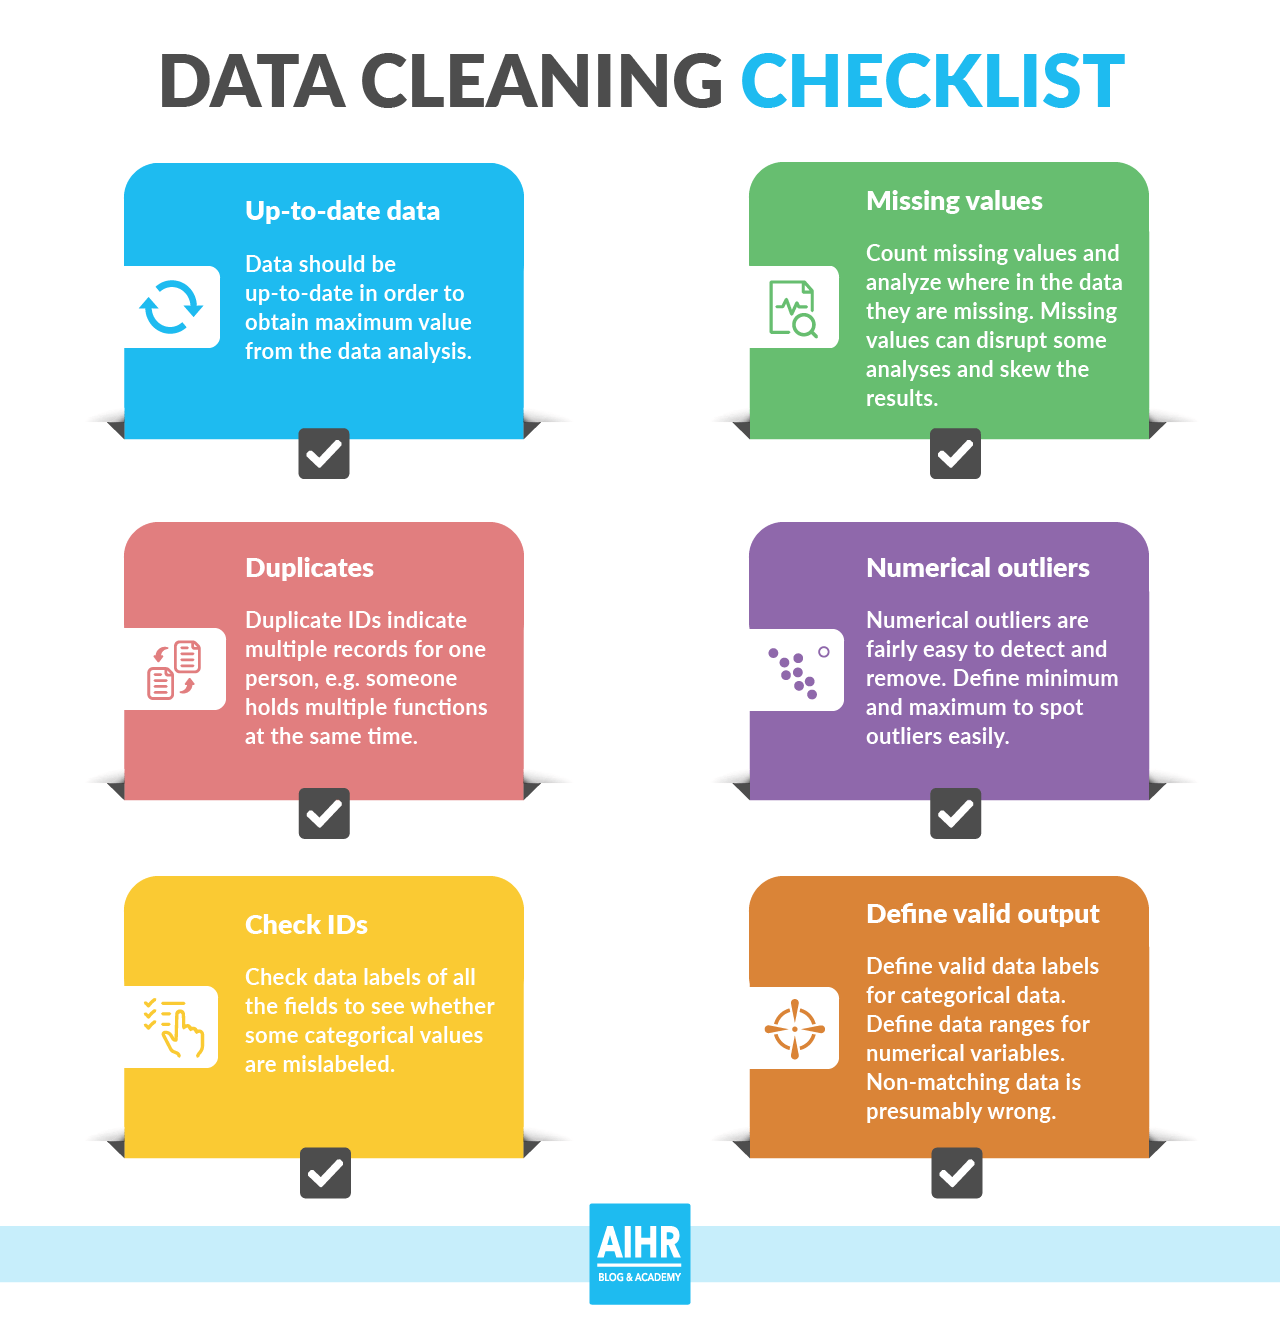 DATA CLEANING CHECKLIST
Up-to-date data
Data should be
up-to-date in order to
obtain maximum value
from the data analysis.
Missing values
Count missing values and
analyze where in the data
they are missing. Missing
values can disrupt some
analyses and skew the
results.
Duplicates
Duplicate IDs indicate
multiple records for one
person, e.g. someone
holds multiple functions
at the same time.
Numerical outliers
Numerical outliers are
fairly easy to detect and
remove. Define minimum
and maximum to spot
outliers easily.
Check IDs
Check data labels of all
the fields to see whether
some categorical values
are mislabeled.
Define valid output
Define valid data labels
for categorical data.
Define data ranges for
numerical variables.
Non-matching data is
presumably wrong.
AIHR
BLOG & ACADEMY